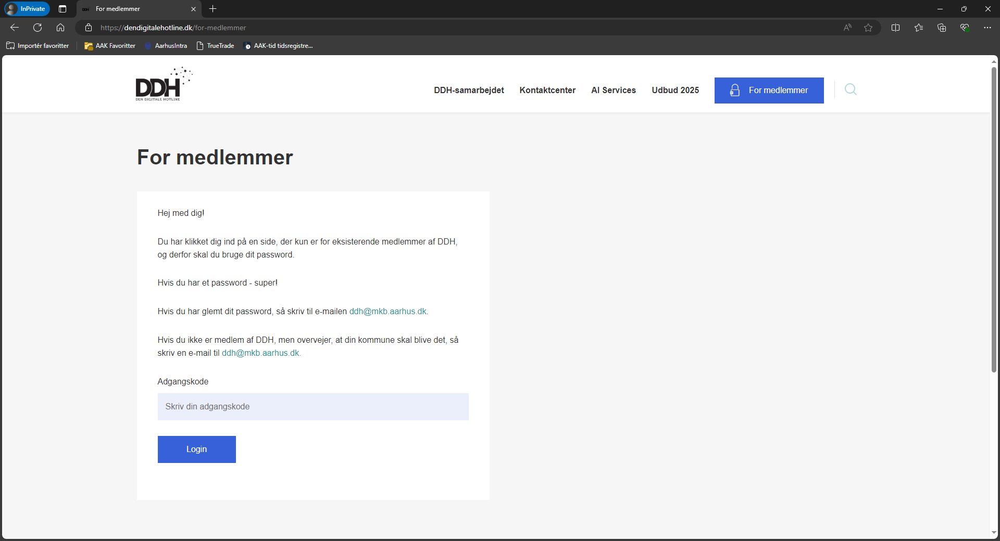 InPrivate
For medlemmer
https://dendigitalehotline.dk/for-medlemmer
Importér favoritter
AAK Favoritter
AarhusIntra
TrueTrade
AAK-tid tidsregistre...
DDH
DEN DIGITALE HOTLINE
DDH-samarbejdet
Kontaktcenter
AI Services
Udbud 2025
For medlemmer
For medlemmer
Hej med dig!
Du har klikket dig ind på en side, der kun er for eksisterende medlemmer af DDH,
og derfor skal du bruge dit password.
Hvis du har et password - super!
Hvis du har glemt dit password, så skriv til e-mailen ddh@mkb.aarhus.dk.
Hvis du ikke er medlem af DDH, men overvejer, at din kommune skal blive det, så
skriv en e-mail til ddh@mkb.aarhus.dk.
Adgangskode
Skriv din adgangskode
Login